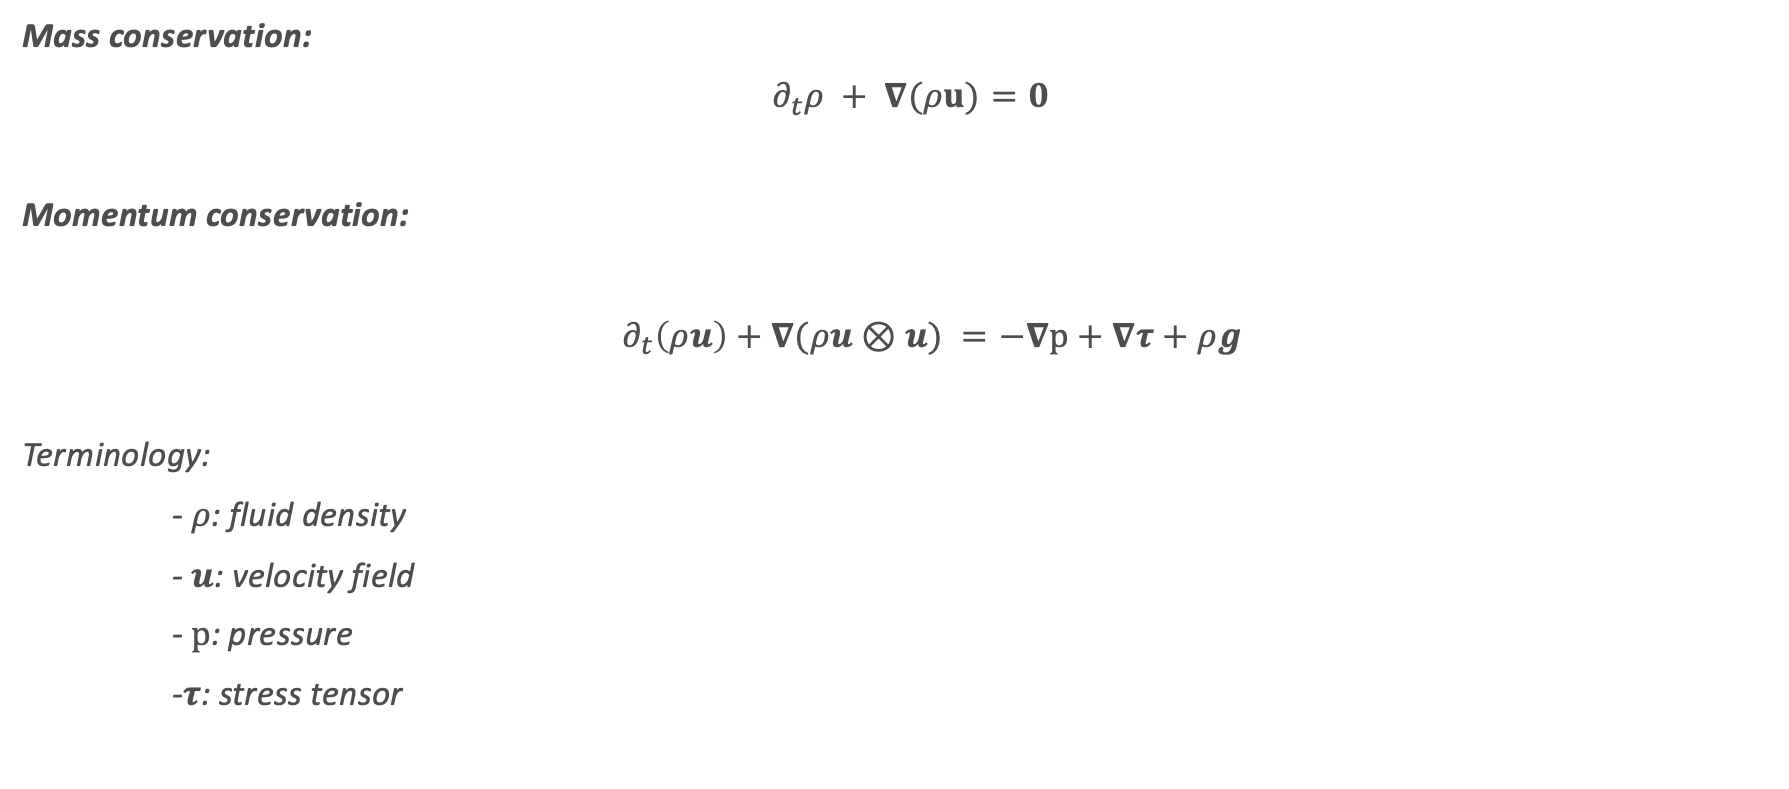 Mass conservation:
∂ₜρ + ∇(ρu) = 0
Momentum conservation:
∂ₜ(ρu) + ∇(ρu ⊗ u) = −∇p + ∇τ + ρg
Terminology:
- ρ: fluid density
- u: velocity field
- p: pressure
-τ: stress tensor